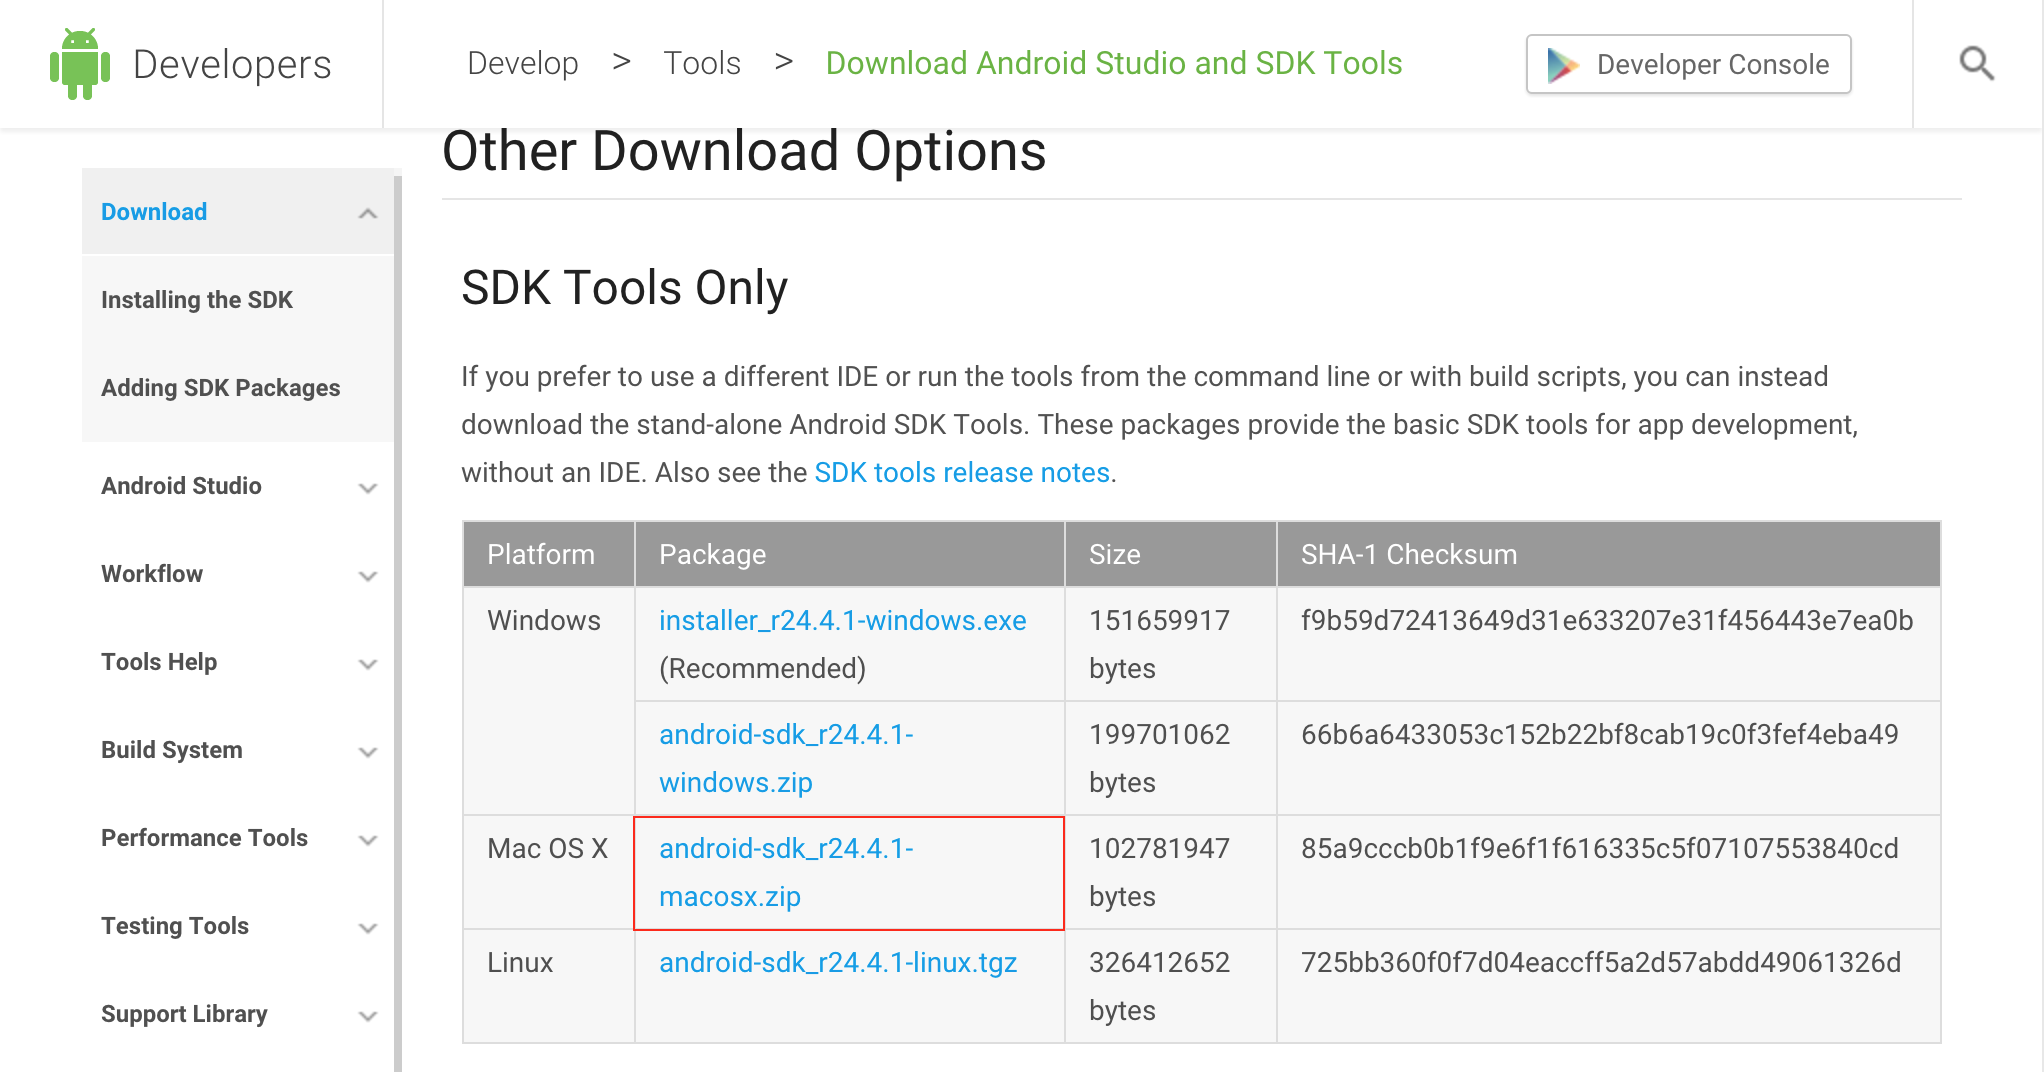 Developers
Develop > Tools > Download Android Studio and SDK Tools
Developer Console
Other Download Options
Download
Installing the SDK
Adding SDK Packages
Android Studio
Workflow
Tools Help
Build System
Performance Tools
Testing Tools
Support Library
SDK Tools Only
If you prefer to use a different IDE or run the tools from the command line or with build scripts, you can instead
download the stand-alone Android SDK Tools. These packages provide the basic SDK tools for app development,
without an IDE. Also see the SDK tools release notes.
Platform Package Size SHA-1 Checksum
Windows installer_r24.4.1-windows.exe 151659917 f9b59d72413649d31e633207e31f456443e7ea0b
(Recommended) bytes
android-sdk_r24.4.1- 199701062 66b6a6433053c152b22bf8cab19c0f3fef4eba49
windows.zip bytes
Mac OS X android-sdk_r24.4.1- 102781947 85a9cccb0b1f9e6f1f616335c5f07107553840cd
macosx.zip bytes
Linux android-sdk_r24.4.1-linux.tgz 326412652 725bb360f0f7d04eaccff5a2d57abdd49061326d
bytes